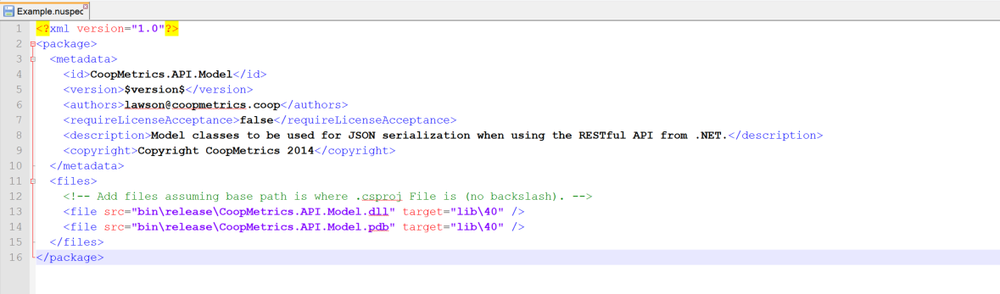 Example.nuspec
1 <?xml version="1.0"?>
2 <package>
3 <metadata>
4 <id>CoopMetrics.API.Model</id>
5 <version>$version$</version>
6 <authors>lawson@coopmetrics.coop</authors>
7 <requireLicenseAcceptance>false</requireLicenseAcceptance>
8 <description>Model classes to be used for JSON serialization when using the RESTful API from .NET.</description>
9 <copyright>Copyright CoopMetrics 2014</copyright>
10 </metadata>
11 <files>
12 <!-- Add files assuming base path is where .csproj File is (no backslash). -->
13 <file src="bin\release\CoopMetrics.API.Model.dll" target="lib\40" />
14 <file src="bin\release\CoopMetrics.API.Model.pdb" target="lib\40" />
15 </files>
16 </package>